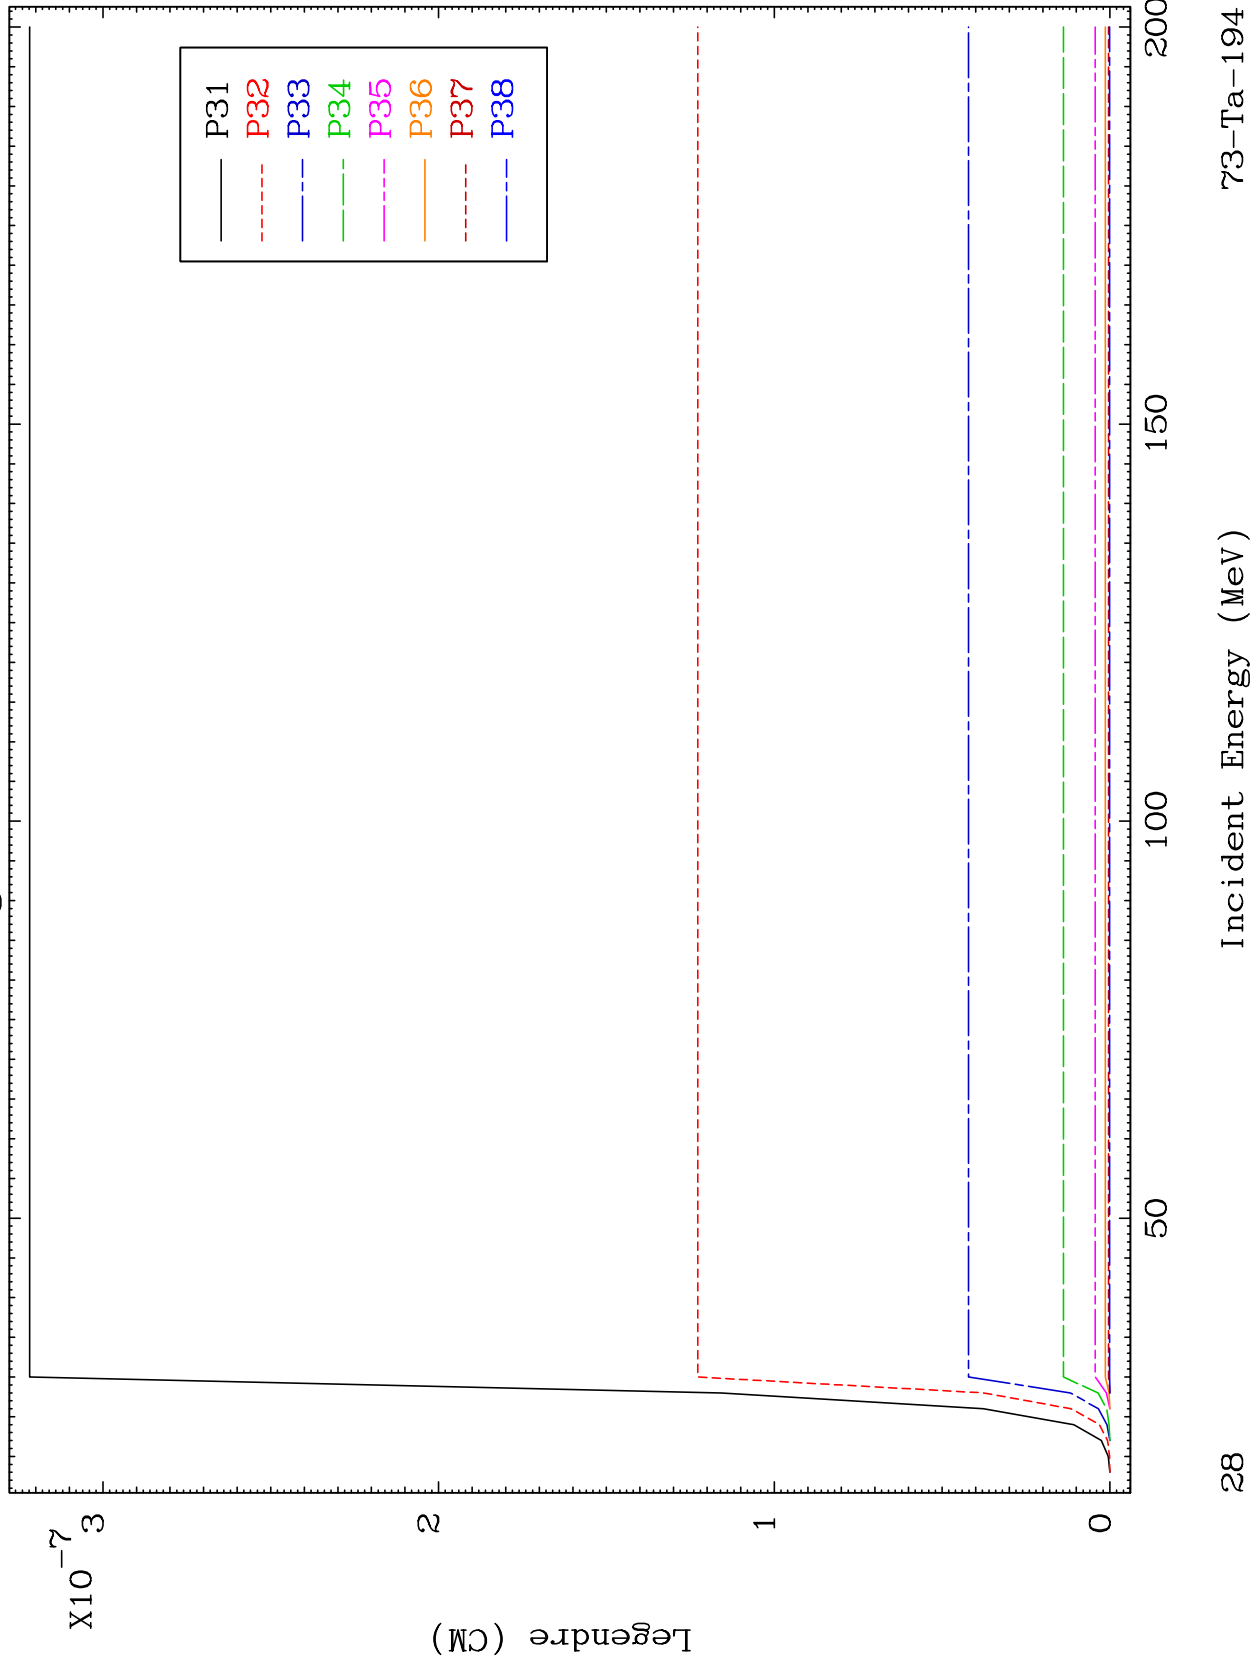 X10-7
3
2
1
0
Legendre (CM)
P31
P32
P33
P34
P35
P36
P37
P38
50
100
150
200
Incident Energy (MeV)
28
73-Ta-194